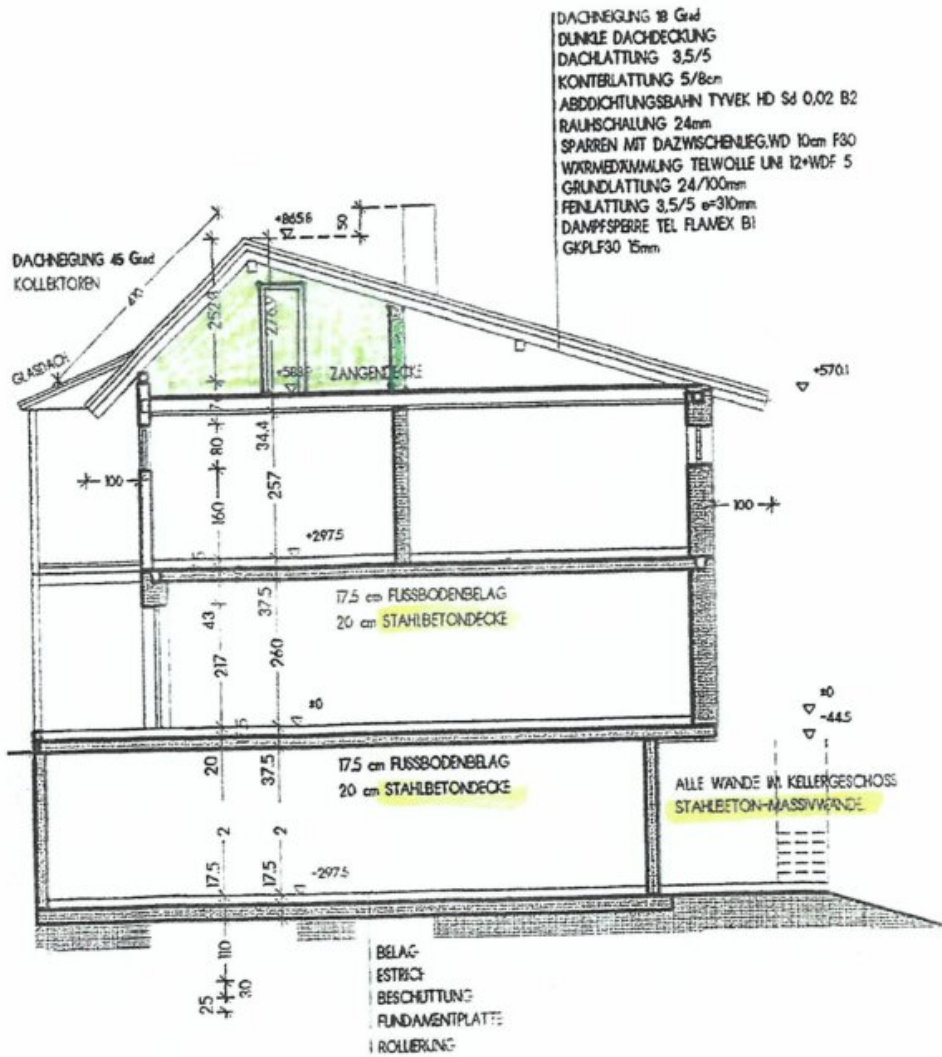 DACHNEIGUNG 18 Grad
DUNKLE DACHDECKUNG
DACHLATTUNG 3,5/5
KONTERLATTUNG 5/8cm
ABDDICHTUNGSBAHN TYVEK HD Sd 0,02 B2
RAUHSCHALUNG 24mm
SPARREN MIT DAZWISCHENLIEG.WD 10cm F30
WÄRMEDÄMMUNG TELWOLLE UNI 12+WDF 5
GRUNDLATTUNG 24/100mm
FEINLATTUNG 3,5/5 e=310mm
DAMPFSPERRE TEL FLAMEX B1
GKPLF30 15mm
+865.6
50
DACHNEIGUNG 45 Grad
KOLLEKTOREN
GLASDACH
ZANGENDECKE
+570.1
80
34.4
100
160
257
100
+297.5
17.5 cm FUSSBODENBELAG
20 cm STAHLBETONDECKE
43
37.5
217
260
±0
±0
-44.5
17.5 cm FUSSBODENBELAG
20 cm STAHLBETONDECKE
20
37.5
ALLE WÄNDE IM KELLERGESCHOSS
STAHLBETON-MASSIVWÄNDE
2
2
17.5
17.5
-297.5
110
25
30
BELAG
ESTRICH
BESCHÜTTUNG
FUNDAMENTPLATTE
ROLLIERUNG